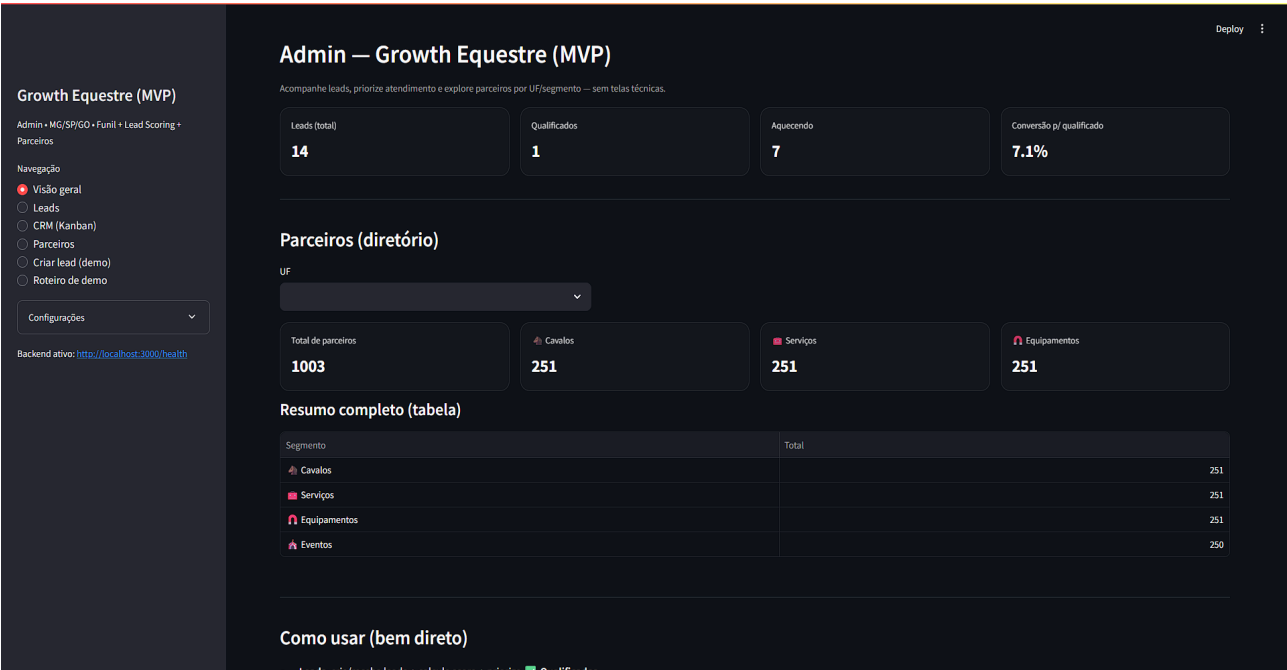 Deploy
Growth Equestre (MVP)
Admin • MG/SP/GO • Funil + Lead Scoring +
Parceiros
Navegação
Visão geral
Leads
CRM (Kanban)
Parceiros
Criar lead (demo)
Roteiro de demo
Configurações
Backend ativo: http://localhost:3000/health
Admin — Growth Equestre (MVP)
Acompanhe leads, priorize atendimento e explore parceiros por UF/segmento — sem telas técnicas.
Leads (total)
14
Qualificados
1
Aquecendo
7
Conversão p/ qualificado
7.1%
Parceiros (diretório)
UF
Total de parceiros
1003
Cavalos
251
Serviços
251
Equipamentos
251
Resumo completo (tabela)
Segmento Total
Cavalos 251
Serviços 251
Equipamentos 251
Eventos 250
Como usar (bem direto)